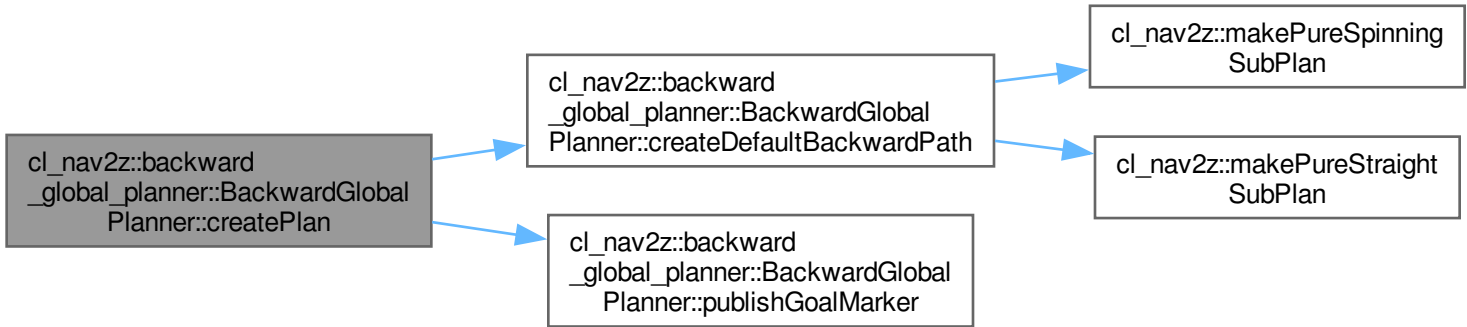 cl_nav2z::backward
_global_planner::BackwardGlobal
Planner::createPlan
cl_nav2z::backward
_global_planner::BackwardGlobal
Planner::createDefaultBackwardPath
cl_nav2z::makePureSpinning
SubPlan
cl_nav2z::makePureStraight
SubPlan
cl_nav2z::backward
_global_planner::BackwardGlobal
Planner::publishGoalMarker